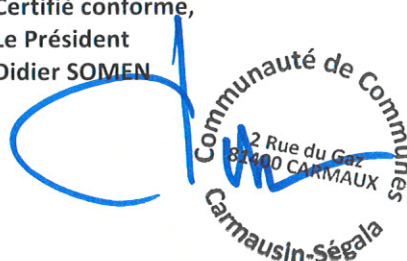 Certifié conforme,
Le Président
Didier SOMEN
Communauté de Communes
2 Rue du Gaz
81400 CARMAUX
Carmausin-Ségala